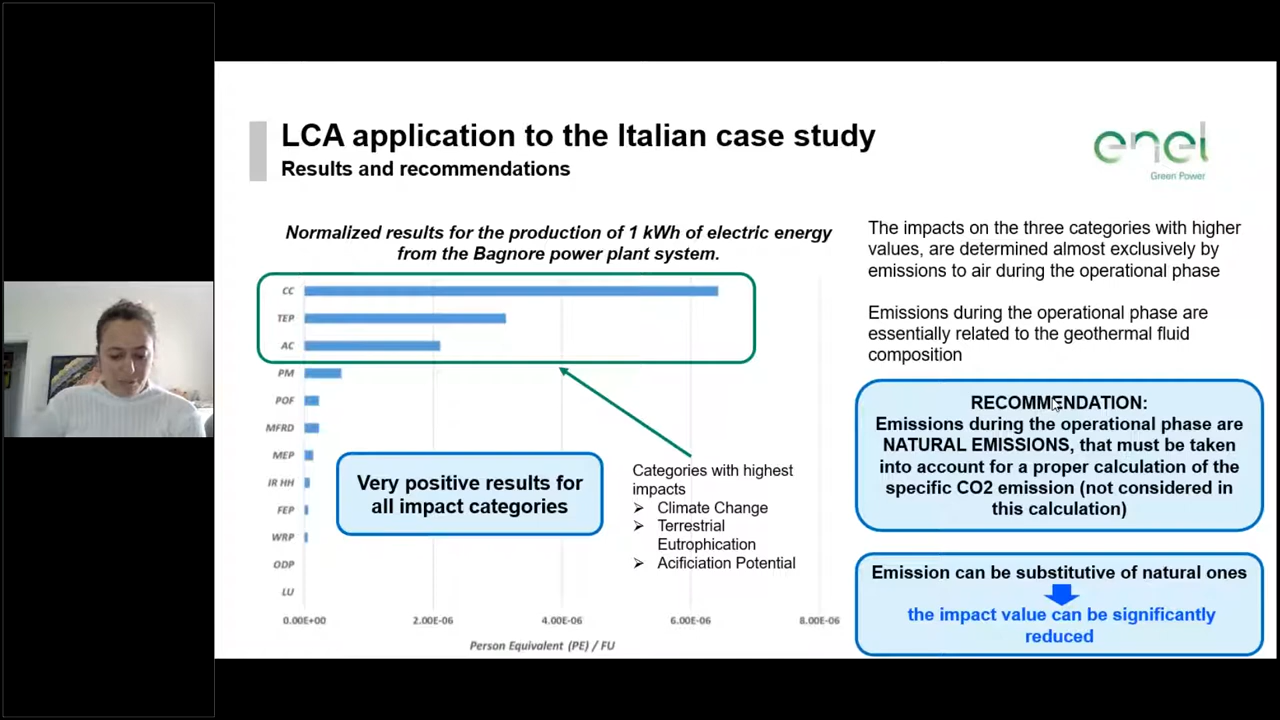 LCA application to the Italian case study
Results and recommendations
enel
Green Power
Normalized results for the production of 1 kWh of electric energy
from the Bagnore power plant system.
CC
TEP
AC
PM
POF
MFRD
MEP
IR HH
FEP
WRP
ODP
LU
0.00E+00
2.00E-06
4.00E-06
6.00E-06
8.00E-06
Person Equivalent (PE) / FU
Very positive results for
all impact categories
Categories with highest
impacts
Climate Change
Terrestrial
Eutrophication
Acificiation Potential
The impacts on the three categories with higher
values, are determined almost exclusively by
emissions to air during the operational phase
Emissions during the operational phase are
essentially related to the geothermal fluid
composition
RECOMMENDATION:
Emissions during the operational phase are
NATURAL EMISSIONS, that must be taken
into account for a proper calculation of the
specific CO2 emission (not considered in
this calculation)
Emission can be substitutive of natural ones
the impact value can be significantly
reduced